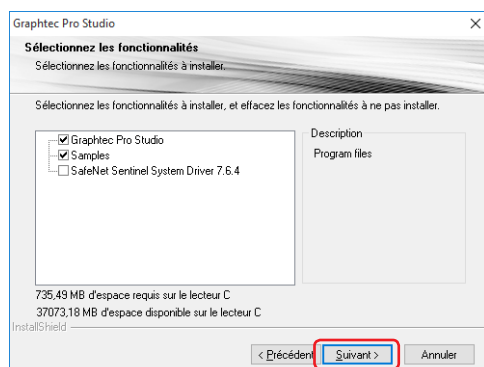 Graphtec Pro Studio
Sélectionnez les fonctionnalités
Sélectionnez les fonctionnalités à installer.
Sélectionnez les fonctionnalités à installer, et effacez les fonctionnalités à ne pas installer.
Graphtec Pro Studio
Samples
SafeNet Sentinel System Driver 7.6.4
Description
Program files
735,49 MB d'espace requis sur le lecteur C
37073,18 MB d'espace disponible sur le lecteur C
InstallShield
< Précédent
Suivant >
Annuler